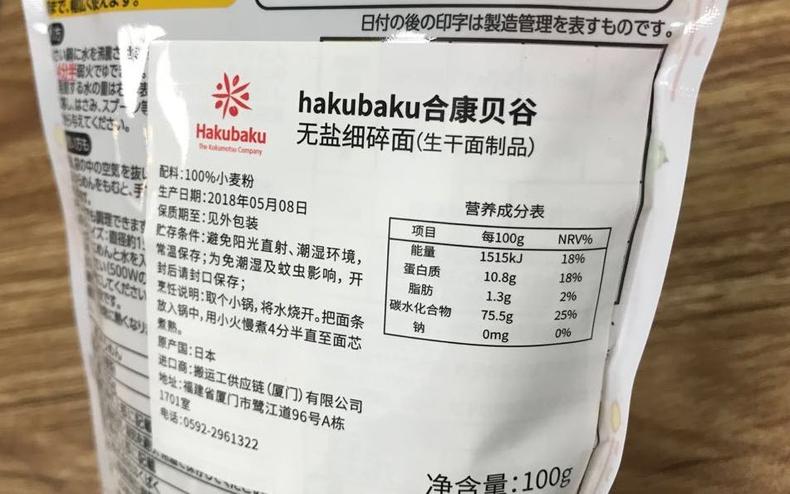 まで、幅広く使えます。
日付の後の印字は製造管理を表すものです。
Hakubaku
The Kokumotsu Company
hakubaku合康贝谷
无盐细碎面(生干面制品)
配料:100%小麦粉
生产日期:2018年05月08日
保质期至:见外包装
贮存条件:避免阳光直射、潮湿环境,
常温保存;为免潮湿及蚊虫影响,开
封后请封口保存;
烹饪说明:取个小锅,将水烧开。把面条
放入锅中,用小火慢煮4分半直至面芯
煮熟。
原产国:日本
进口商:搬运工供应链(厦门)有限公司
地址:福建省厦门市鹭江道96号A栋
1701室
电话:0592-2961322
营养成分表
项目 每100g NRV%
能量 1515kJ 18%
蛋白质 10.8g 18%
脂肪 1.3g 2%
碳水化合物 75.5g 25%
钠 0mg 0%
净含量:100g